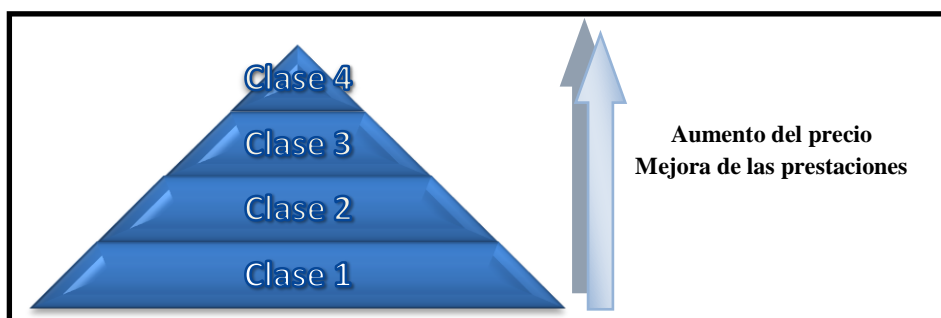 Clase 4
Clase 3
Clase 2
Clase 1
Aumento del precio
Mejora de las prestaciones